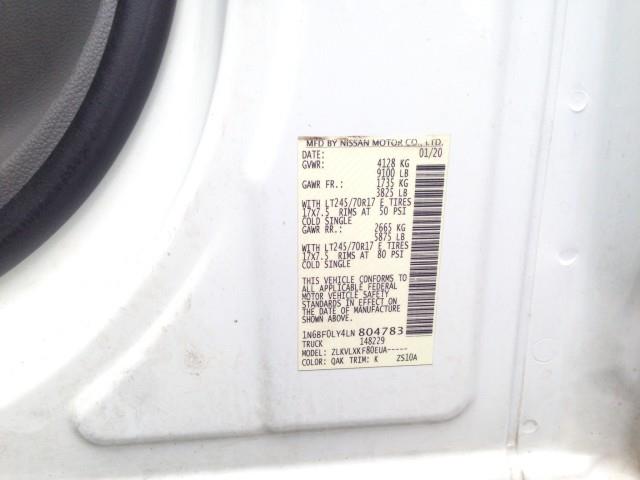 MFD BY NISSAN MOTOR CO., LTD.
DATE: 01/20
GVWR: 4128 KG
9100 LB
GAWR FR.: 1735 KG
3825 LB
WITH LT245/70R17 E TIRES
17X7.5 RIMS AT 50 PSI
COLD SINGLE
GAWR RR.: 2665 KG
5875 LB
WITH LT245/70R17 E TIRES
17X7.5 RIMS AT 80 PSI
COLD SINGLE
THIS VEHICLE CONFORMS TO
ALL APPLICABLE FEDERAL
MOTOR VEHICLE SAFETY
STANDARDS IN EFFECT ON
THE DATE OF MANUFACTURE
SHOWN ABOVE.
1N6BF0LY4LN 804783
TRUCK 148229
MODEL: ZLKVLXKF80EUA-----
COLOR: QAK TRIM: K ZS10A